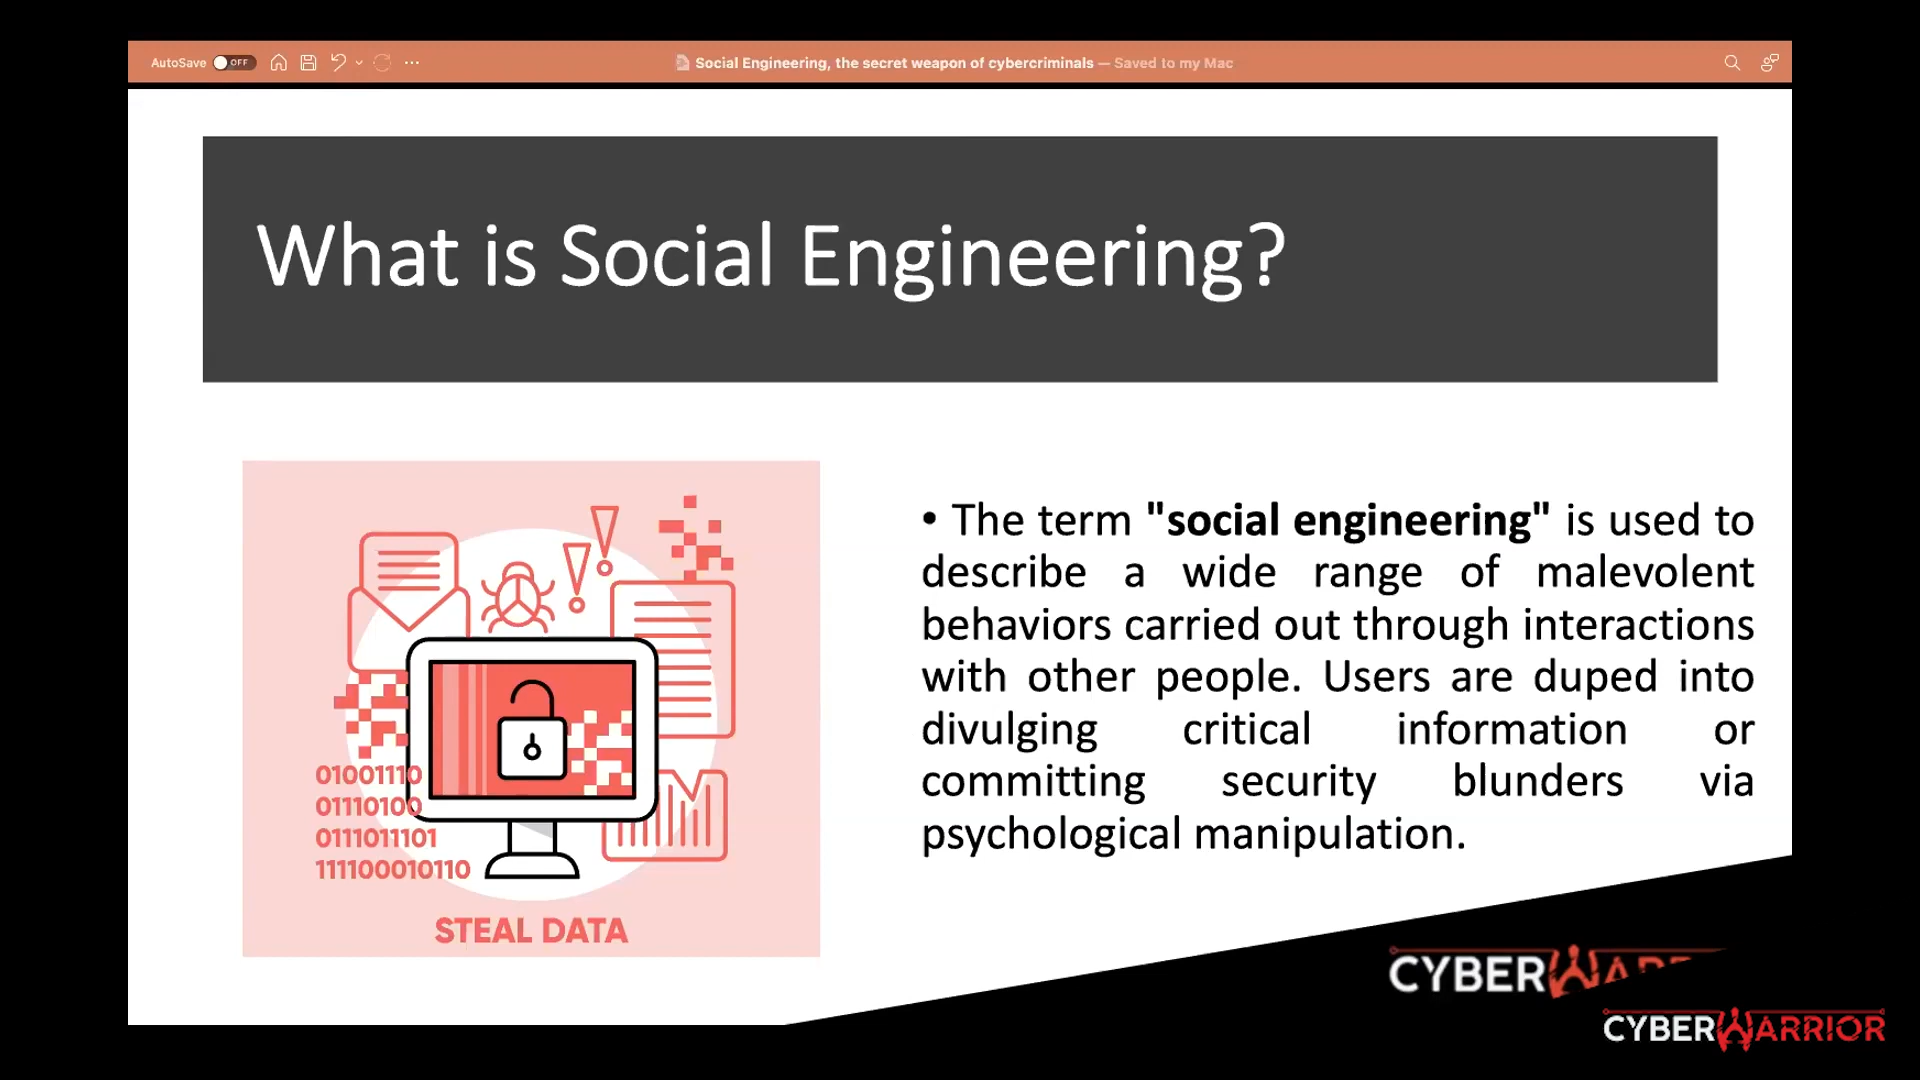 AutoSave OFF
Social Engineering, the secret weapon of cybercriminals — Saved to my Mac
What is Social Engineering?
• The term "social engineering" is used to
describe a wide range of malevolent
behaviors carried out through interactions
with other people. Users are duped into
divulging critical information or
committing security blunders via
psychological manipulation.
01001110
01110100
0111011101
111100010110
STEAL DATA
CYBERWARR
CYBERWARRIOR